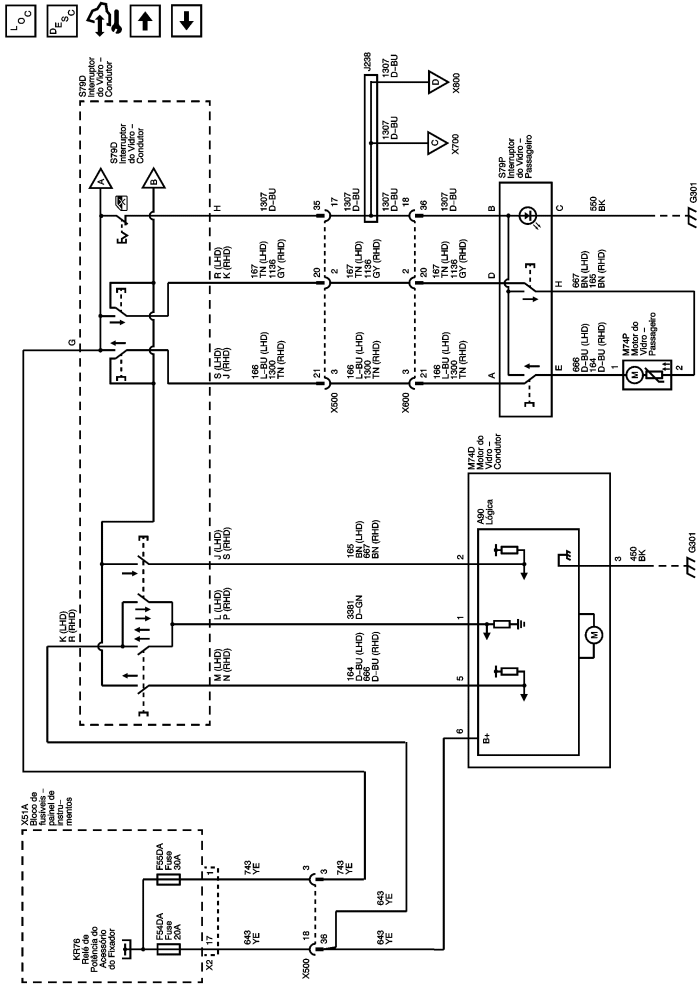 L O C
D E S C
S79D
Interruptor
do Vidro –
Condutor
S79D
Interruptor
do Vidro –
Condutor
A
B
G
H
1307
D–BU
35
17
1307
D–BU
J238
1307
D–BU
D
X800
1307
D–BU
C
X700
1307
D–BU
18
36
1307
D–BU
B
S79P
Interruptor
do Vidro –
Passageiro
C
550
BK
G301
R (LHD)
K (RHD)
167
TN (LHD)
1136
GY (RHD)
20
2
167
TN (LHD)
1136
GY (RHD)
2
20
167
TN (LHD)
1136
GY (RHD)
D
H
667
BN (LHD)
165
BN (RHD)
S (LHD)
J (RHD)
166
L–BU (LHD)
1300
TN (RHD)
21
3
X500
166
L–BU (LHD)
1300
TN (RHD)
3
21
X600
166
L–BU (LHD)
1300
TN (RHD)
A
E
666
D–BU (LHD)
164
D–BU (RHD)
M74P
Motor do
Vidro –
Passageiro
1
M
2
K (LHD)
R (RHD)
J (LHD)
S (RHD)
165
BN (LHD)
667
BN (RHD)
2
L (LHD)
P (RHD)
3381
D–GN
1
M (LHD)
N (RHD)
164
D–BU (LHD)
666
D–BU (RHD)
5
6
B+
M74D
Motor do
Vidro –
Condutor
A90
Lógica
M
3
450
BK
G301
X51A
Bloco de
fusíveis –
painel de
instru–
mentos
KR76
Relé de
Potência do
Acessório
do Fixador
F55DA
Fuse
30A
1
743
YE
3
3
743
YE
F54DA
Fuse
20A
17
X2
643
YE
18
36
X500
643
YE
643
YE